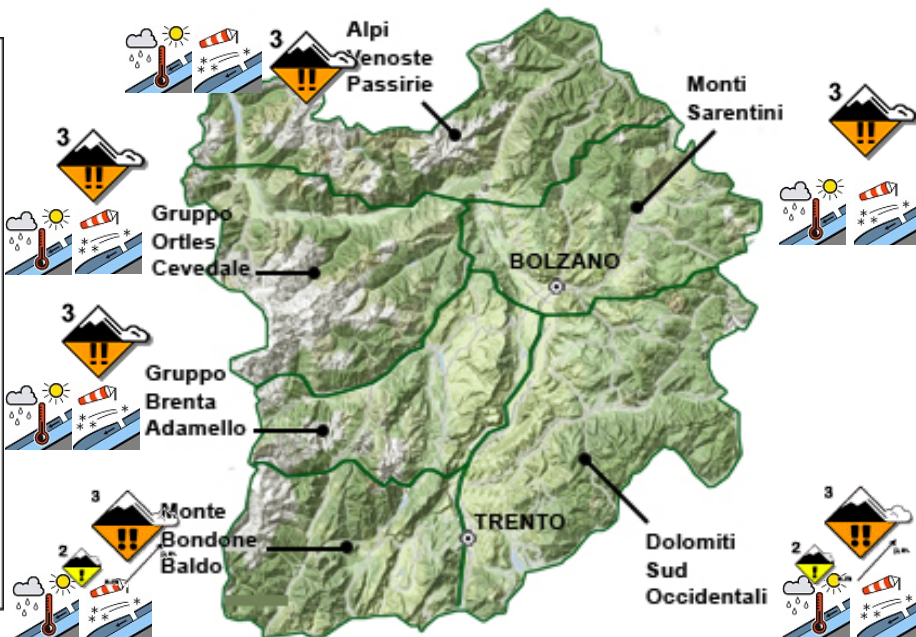 3
Alpi
Venoste
Passirie
Monti
Sarentini
3
3
Gruppo
Ortles
Cevedale
BOLZANO
3
Gruppo
Brenta
Adamello
3
2
Monte
Bondone
Baldo
TRENTO
Dolomiti
Sud
Occidentali
3
2